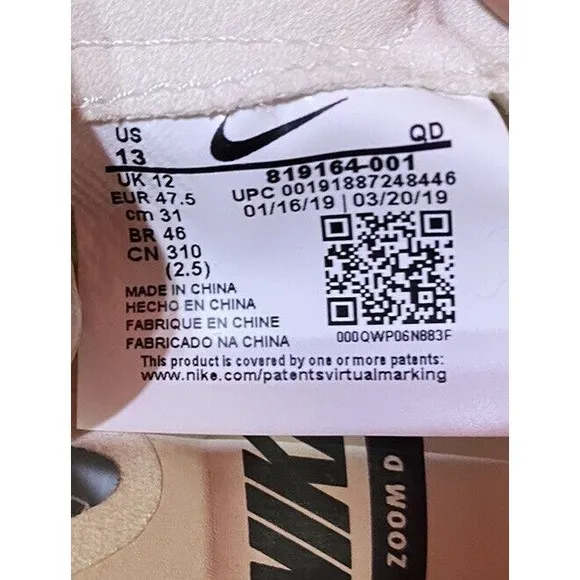 US
13
UK 12
EUR 47.5
cm 31
BR 46
CN 310
(2.5)
QD
819164-001
UPC 00191887248446
01/16/19 | 03/20/19
MADE IN CHINA
HECHO EN CHINA
FABRIQUE EN CHINE
FABRICADO NA CHINA
000QWP06N883F
This product is covered by one or more patents:
www.nike.com/patentsvirtualmarking
NIKE
ZOOM D